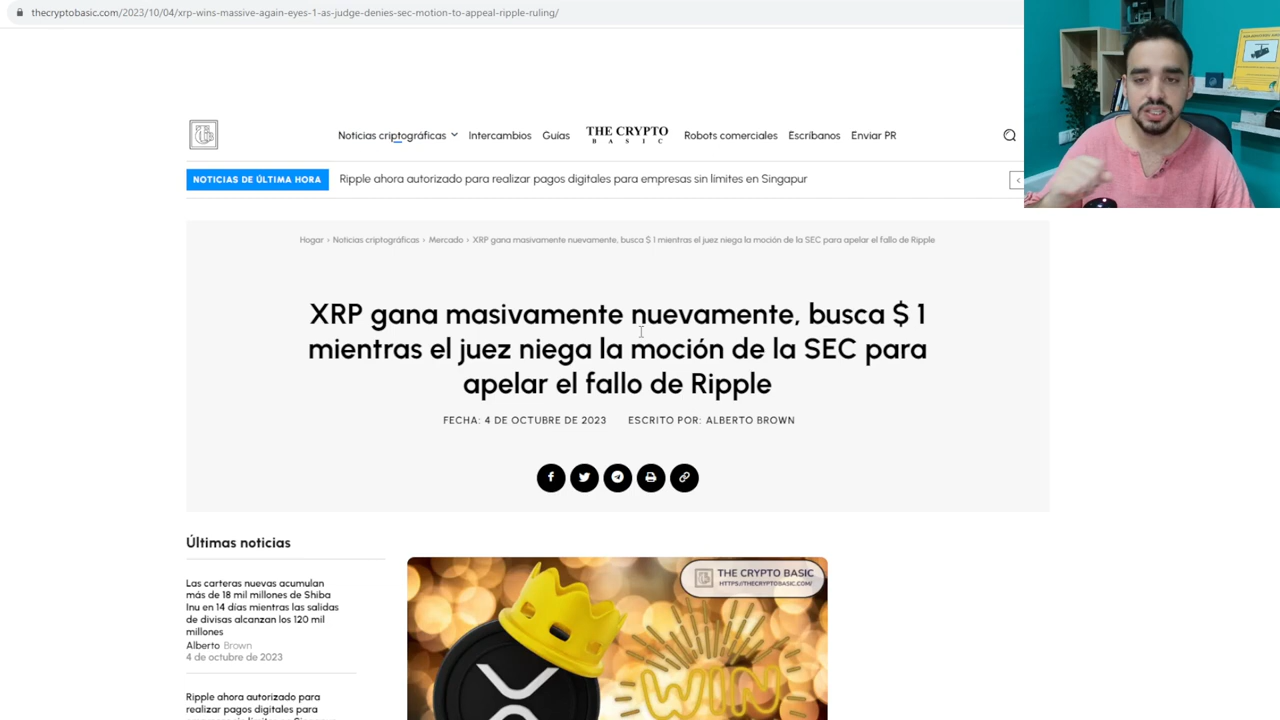 thecryptobasic.com/2023/10/04/xrp-wins-massive-again-eyes-1-as-judge-denies-sec-motion-to-appeal-ripple-ruling/
Noticias criptográficas
Intercambios
Guías
THE CRYPTO
BASIC
Robots comerciales
Escríbanos
Enviar PR
NOTICIAS DE ÚLTIMA HORA
Ripple ahora autorizado para realizar pagos digitales para empresas sin límites en Singapur
Hogar › Noticias criptográficas › Mercado › XRP gana masivamente nuevamente, busca $ 1 mientras el juez niega la moción de la SEC para apelar el fallo de Ripple
XRP gana masivamente nuevamente, busca $ 1
mientras el juez niega la moción de la SEC para
apelar el fallo de Ripple
FECHA: 4 DE OCTUBRE DE 2023
ESCRITO POR: ALBERTO BROWN
Últimas noticias
Las carteras nuevas acumulan
más de 18 mil millones de Shiba
Inu en 14 días mientras las salidas
de divisas alcanzan los 120 mil
millones
Alberto Brown
4 de octubre de 2023
Ripple ahora autorizado para
realizar pagos digitales para
THE CRYPTO BASIC
HTTPS://THECRYPTOBASIC.COM/
WIN